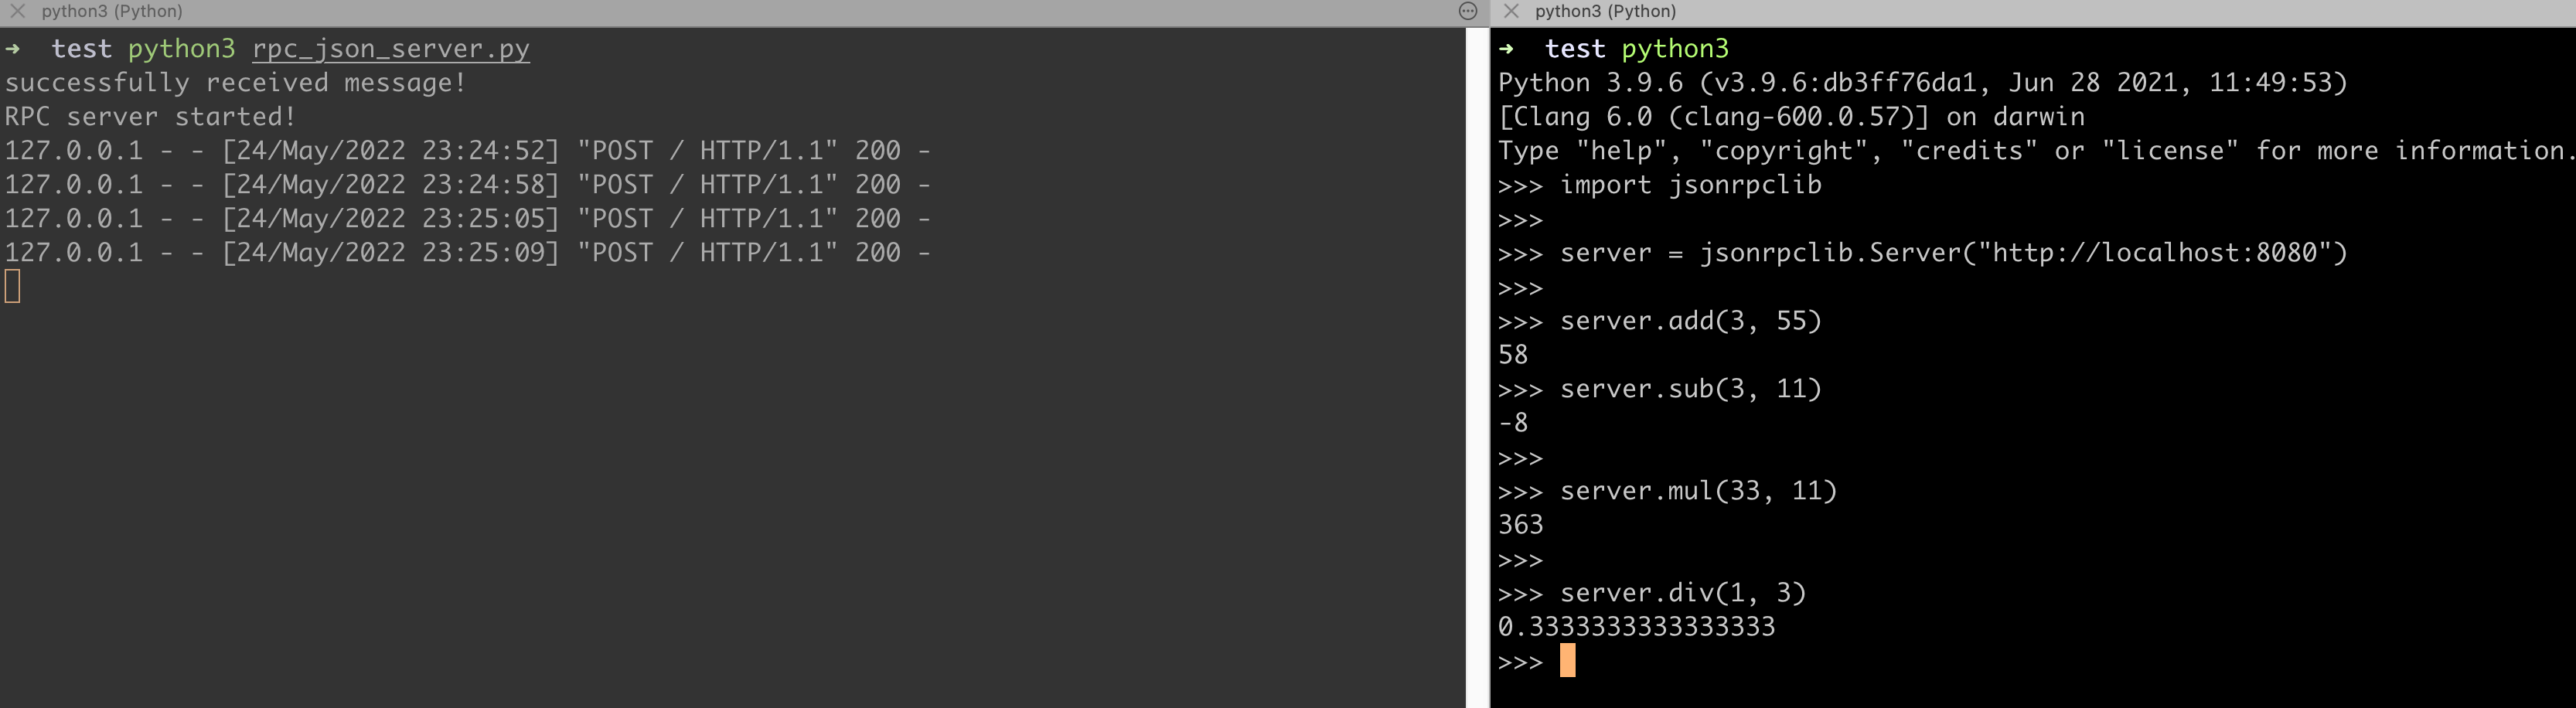 python3 (Python)
➜  test python3 rpc_json_server.py
successfully received message!
RPC server started!
127.0.0.1 - - [24/May/2022 23:24:52] "POST / HTTP/1.1" 200 -
127.0.0.1 - - [24/May/2022 23:24:58] "POST / HTTP/1.1" 200 -
127.0.0.1 - - [24/May/2022 23:25:05] "POST / HTTP/1.1" 200 -
127.0.0.1 - - [24/May/2022 23:25:09] "POST / HTTP/1.1" 200 -
python3 (Python)
➜  test python3
Python 3.9.6 (v3.9.6:db3ff76da1, Jun 28 2021, 11:49:53)
[Clang 6.0 (clang-600.0.57)] on darwin
Type "help", "copyright", "credits" or "license" for more information.
>>> import jsonrpclib
>>>
>>> server = jsonrpclib.Server("http://localhost:8080")
>>>
>>> server.add(3, 55)
58
>>> server.sub(3, 11)
-8
>>>
>>> server.mul(33, 11)
363
>>>
>>> server.div(1, 3)
0.3333333333333333
>>>